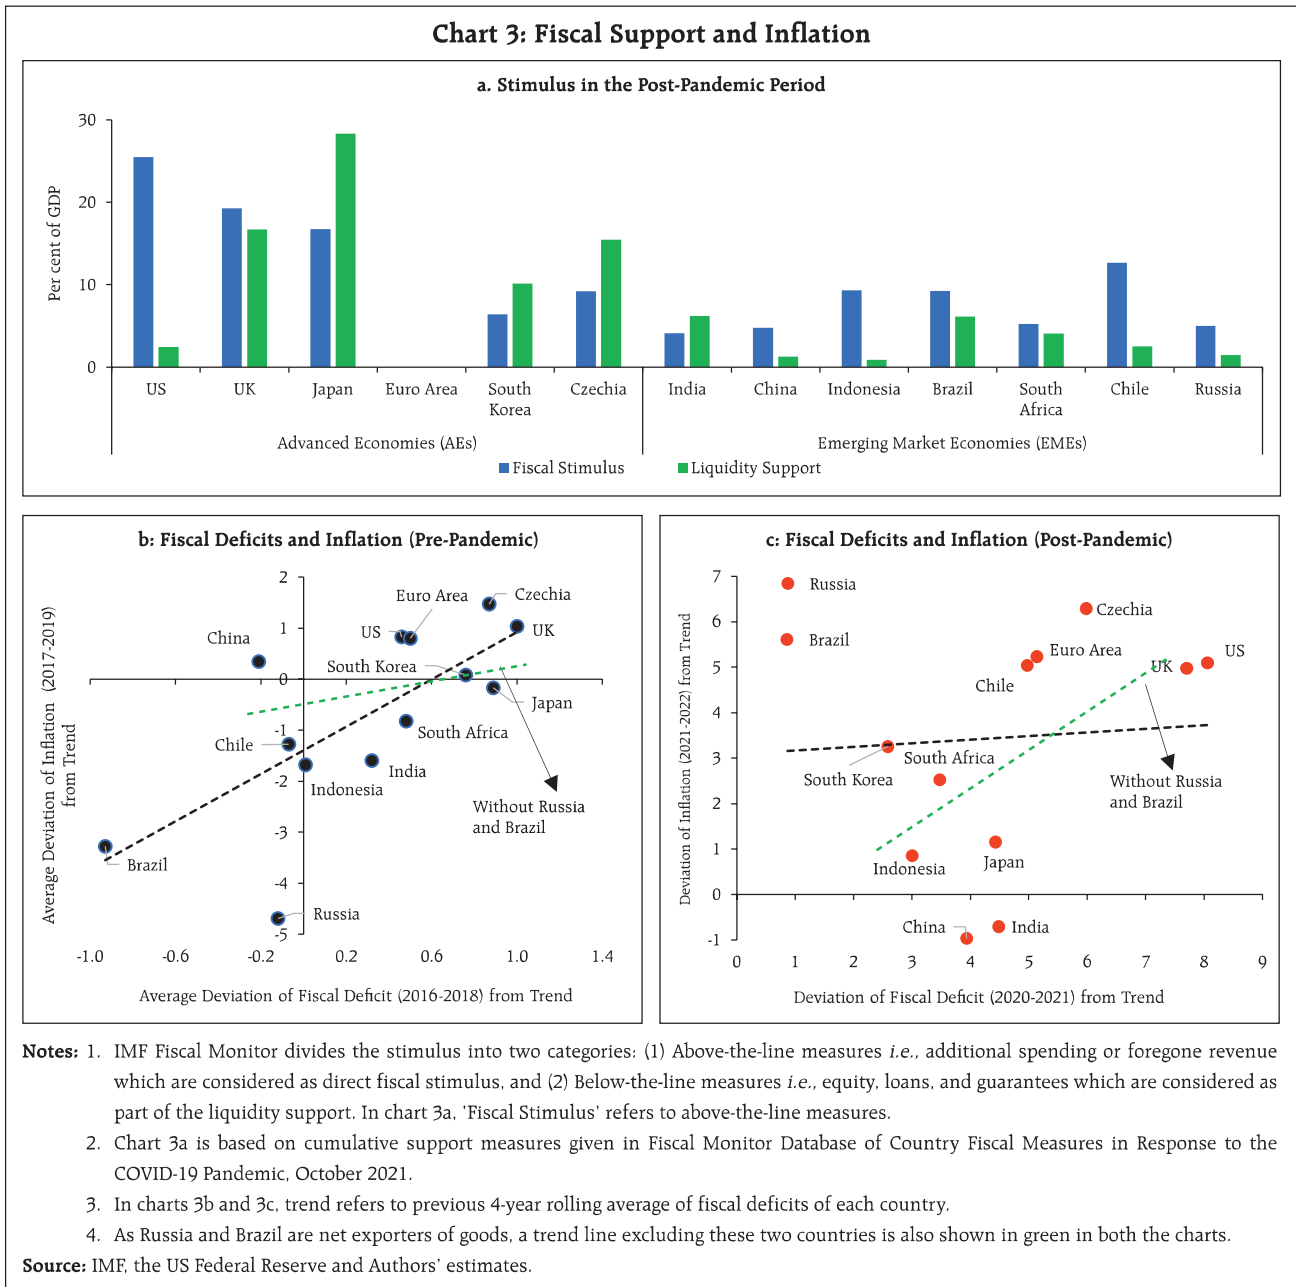 Chart 3: Fiscal Support and Inflation
a. Stimulus in the Post-Pandemic Period
Per cent of GDP
30
20
10
0
US
UK
Japan
Euro Area
South Korea
Czechia
India
China
Indonesia
Brazil
South Africa
Chile
Russia
Advanced Economies (AEs)
Emerging Market Economies (EMEs)
Fiscal Stimulus
Liquidity Support
b: Fiscal Deficits and Inflation (Pre-Pandemic)
Average Deviation of Inflation (2017-2019)
from Trend
2
1
0
-1
-2
-3
-4
-5
Euro Area
Czechia
US
UK
China
South Korea
Japan
Chile
South Africa
India
Indonesia
Without Russia
and Brazil
Brazil
Russia
-1.0
-0.6
-0.2
0.2
0.6
1.0
1.4
Average Deviation of Fiscal Deficit (2016-2018) from Trend
c: Fiscal Deficits and Inflation (Post-Pandemic)
Deviation of Inflation (2021-2022) from Trend
7
6
5
4
3
2
1
0
-1
Russia
Czechia
Brazil
Euro Area
US
UK
Chile
South Africa
South Korea
Without Russia
and Brazil
Indonesia
Japan
China
India
0
1
2
3
4
5
6
7
8
9
Deviation of Fiscal Deficit (2020-2021) from Trend
Notes: 1. IMF Fiscal Monitor divides the stimulus into two categories: (1) Above-the-line measures i.e., additional spending or foregone revenue
which are considered as direct fiscal stimulus, and (2) Below-the-line measures i.e., equity, loans, and guarantees which are considered as
part of the liquidity support. In chart 3a, 'Fiscal Stimulus' refers to above-the-line measures.
2. Chart 3a is based on cumulative support measures given in Fiscal Monitor Database of Country Fiscal Measures in Response to the
COVID-19 Pandemic, October 2021.
3. In charts 3b and 3c, trend refers to previous 4-year rolling average of fiscal deficits of each country.
4. As Russia and Brazil are net exporters of goods, a trend line excluding these two countries is also shown in green in both the charts.
Source: IMF, the US Federal Reserve and Authors' estimates.